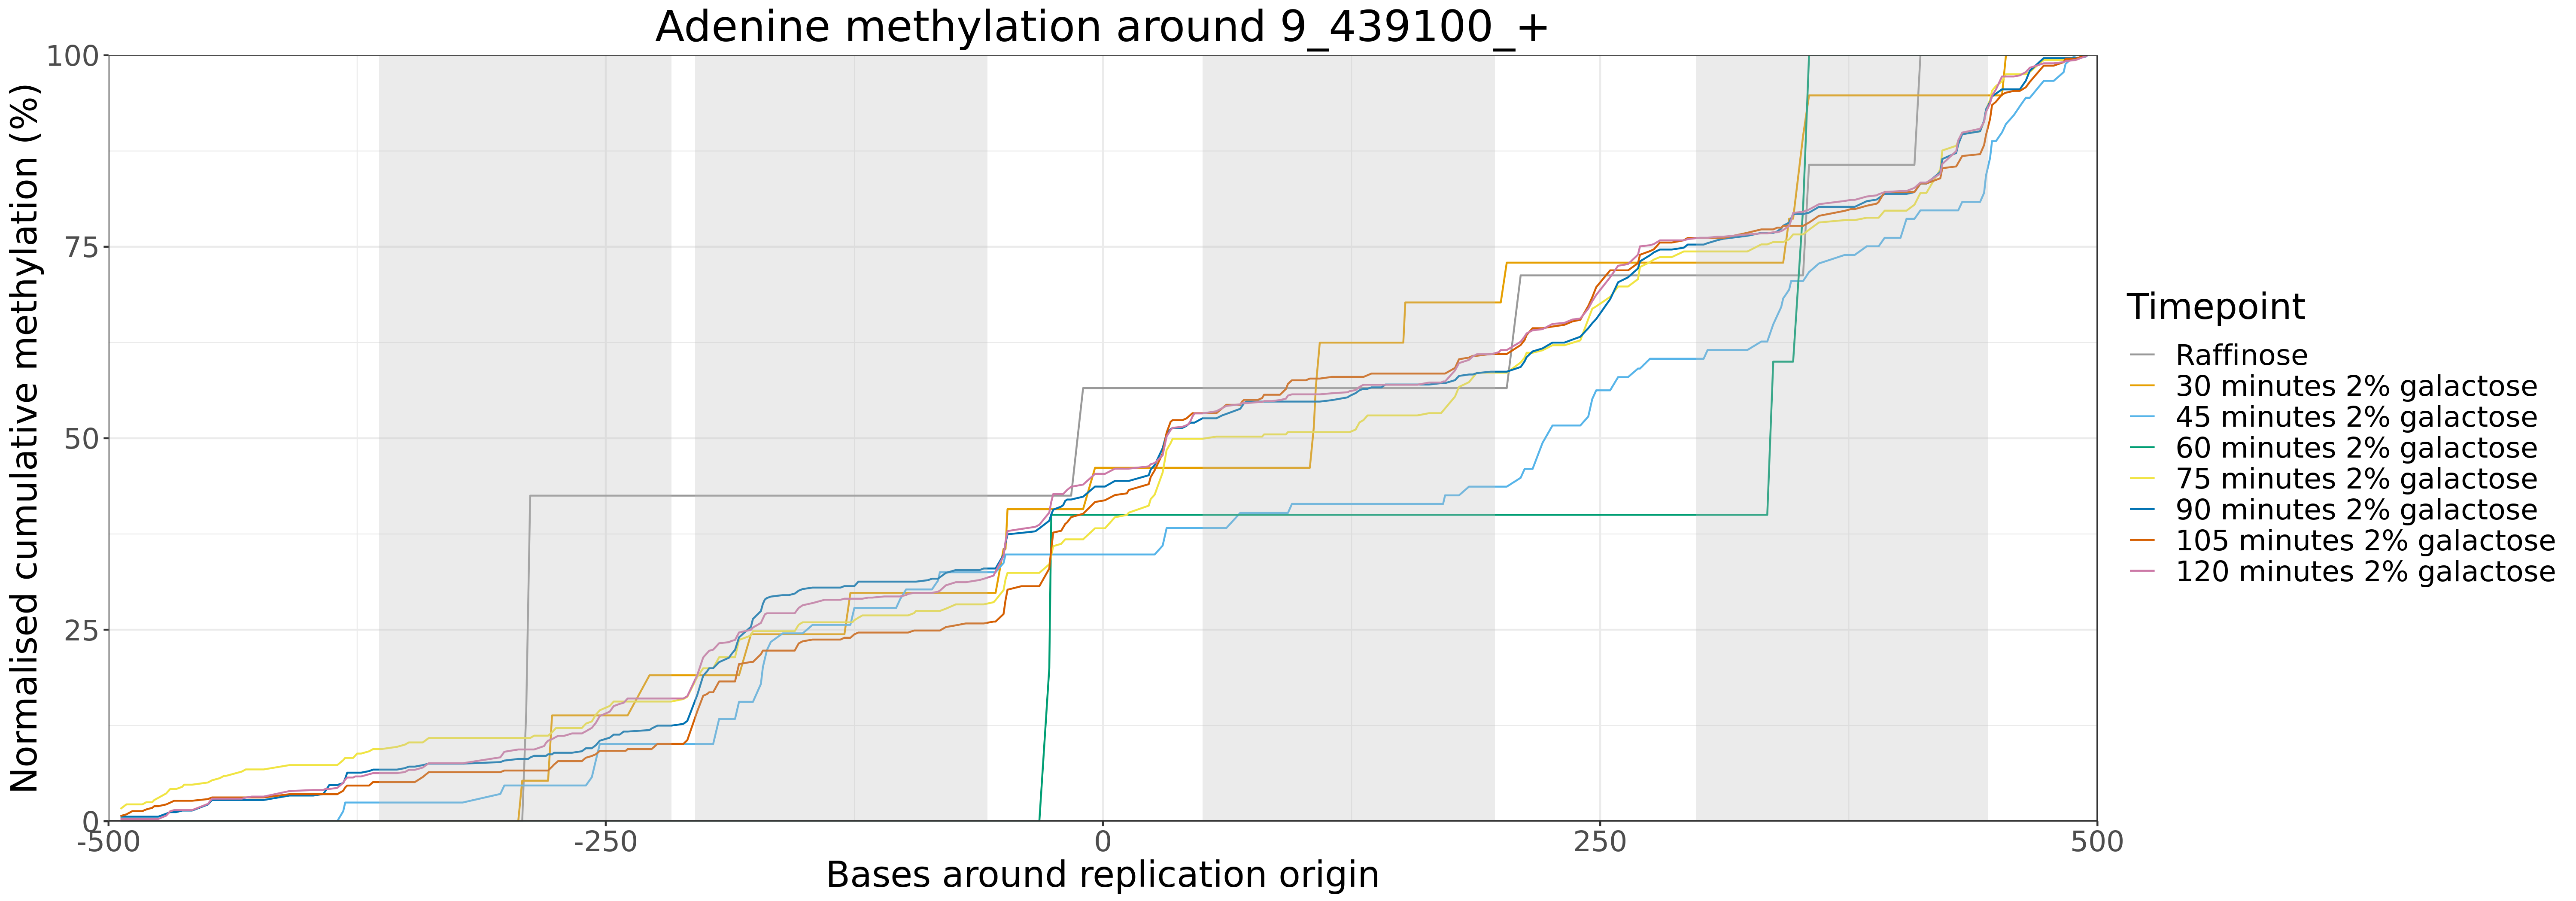 Adenine methylation around 9_439100_+
Normalised cumulative methylation (%)
100
75
50
25
0
-500
-250
0
250
500
Bases around replication origin
Timepoint
Raffinose
30 minutes 2% galactose
45 minutes 2% galactose
60 minutes 2% galactose
75 minutes 2% galactose
90 minutes 2% galactose
105 minutes 2% galactose
120 minutes 2% galactose